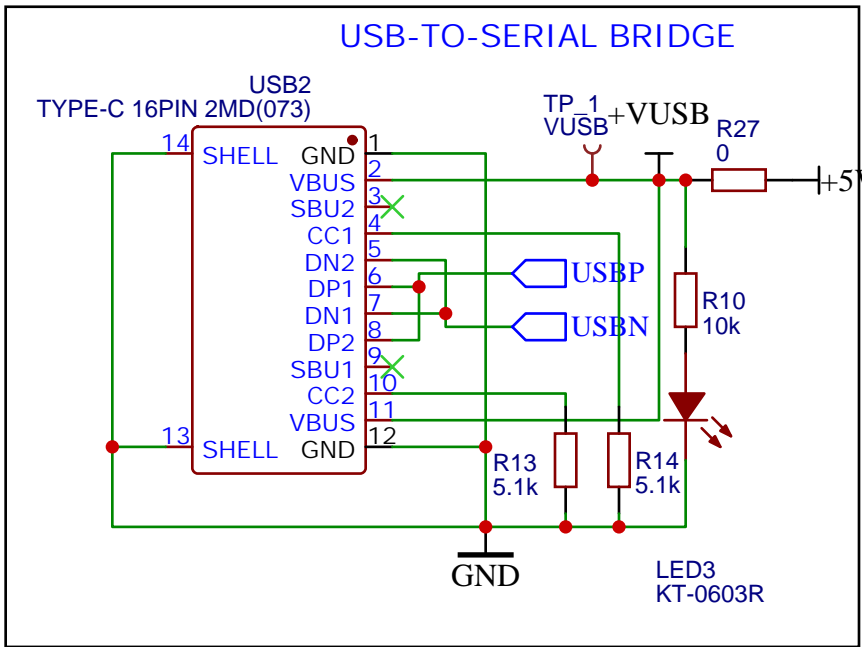 USB-TO-SERIAL BRIDGE
USB2
TYPE-C 16PIN 2MD(073)
TP_1
VUSB
+VUSB
R27
0
+5V
14 SHELL GND 1
VBUS 2
SBU2 3
CC1 4
DN2 5
DP1 6
DN1 7
DP2 8
SBU1 9
CC2 10
VBUS 11
13 SHELL GND 12
USBP
USBN
R10
10k
R13
5.1k
R14
5.1k
GND
LED3
KT-0603R